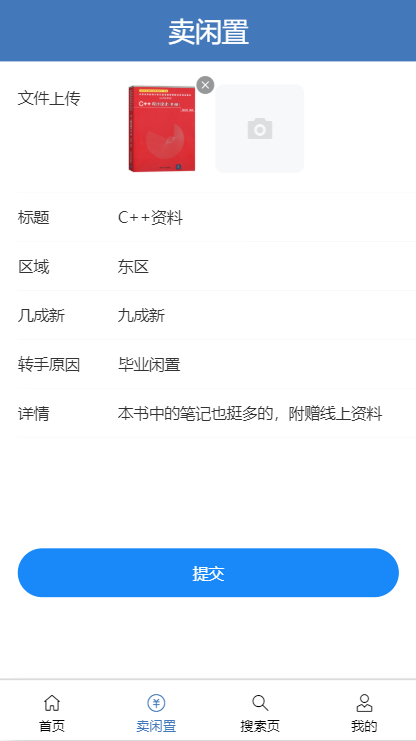 卖闲置
文件上传
标题 C++资料
区域 东区
几成新 九成新
转手原因 毕业闲置
详情 本书中的笔记也挺多的，附赠线上资料
提交
首页 卖闲置 搜索页 我的